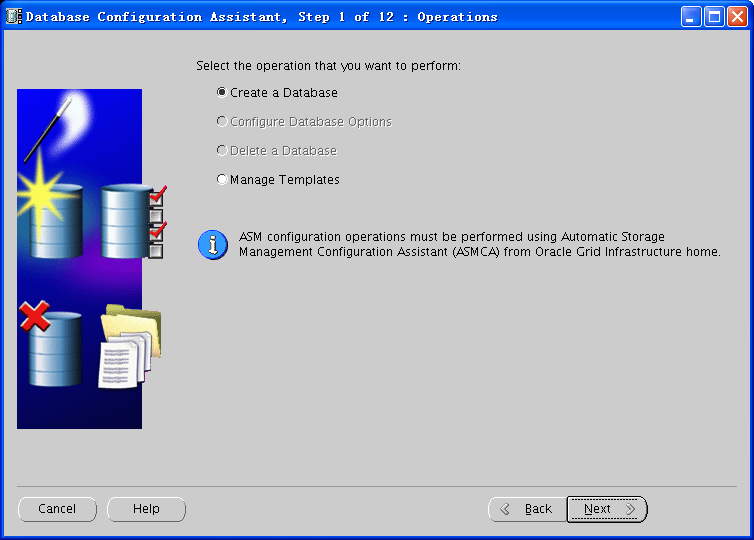 Database Configuration Assistant, Step 1 of 12 : Operations
Select the operation that you want to perform:
Create a Database
Configure Database Options
Delete a Database
Manage Templates
ASM configuration operations must be performed using Automatic Storage
Management Configuration Assistant (ASMCA) from Oracle Grid Infrastructure home.
Cancel
Help
Back
Next